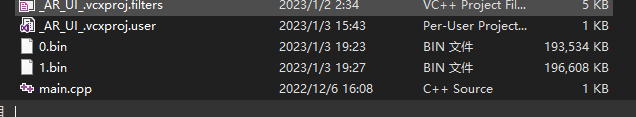 _AR_UI_.vcxproj.filters 2023/1/2 2:34 VC++ Project Fil... 5 KB
_AR_UI_.vcxproj.user 2023/1/3 15:43 Per-User Project... 1 KB
0.bin 2023/1/3 19:23 BIN 文件 193,534 KB
1.bin 2023/1/3 19:27 BIN 文件 196,608 KB
main.cpp 2022/12/6 16:08 C++ Source 1 KB